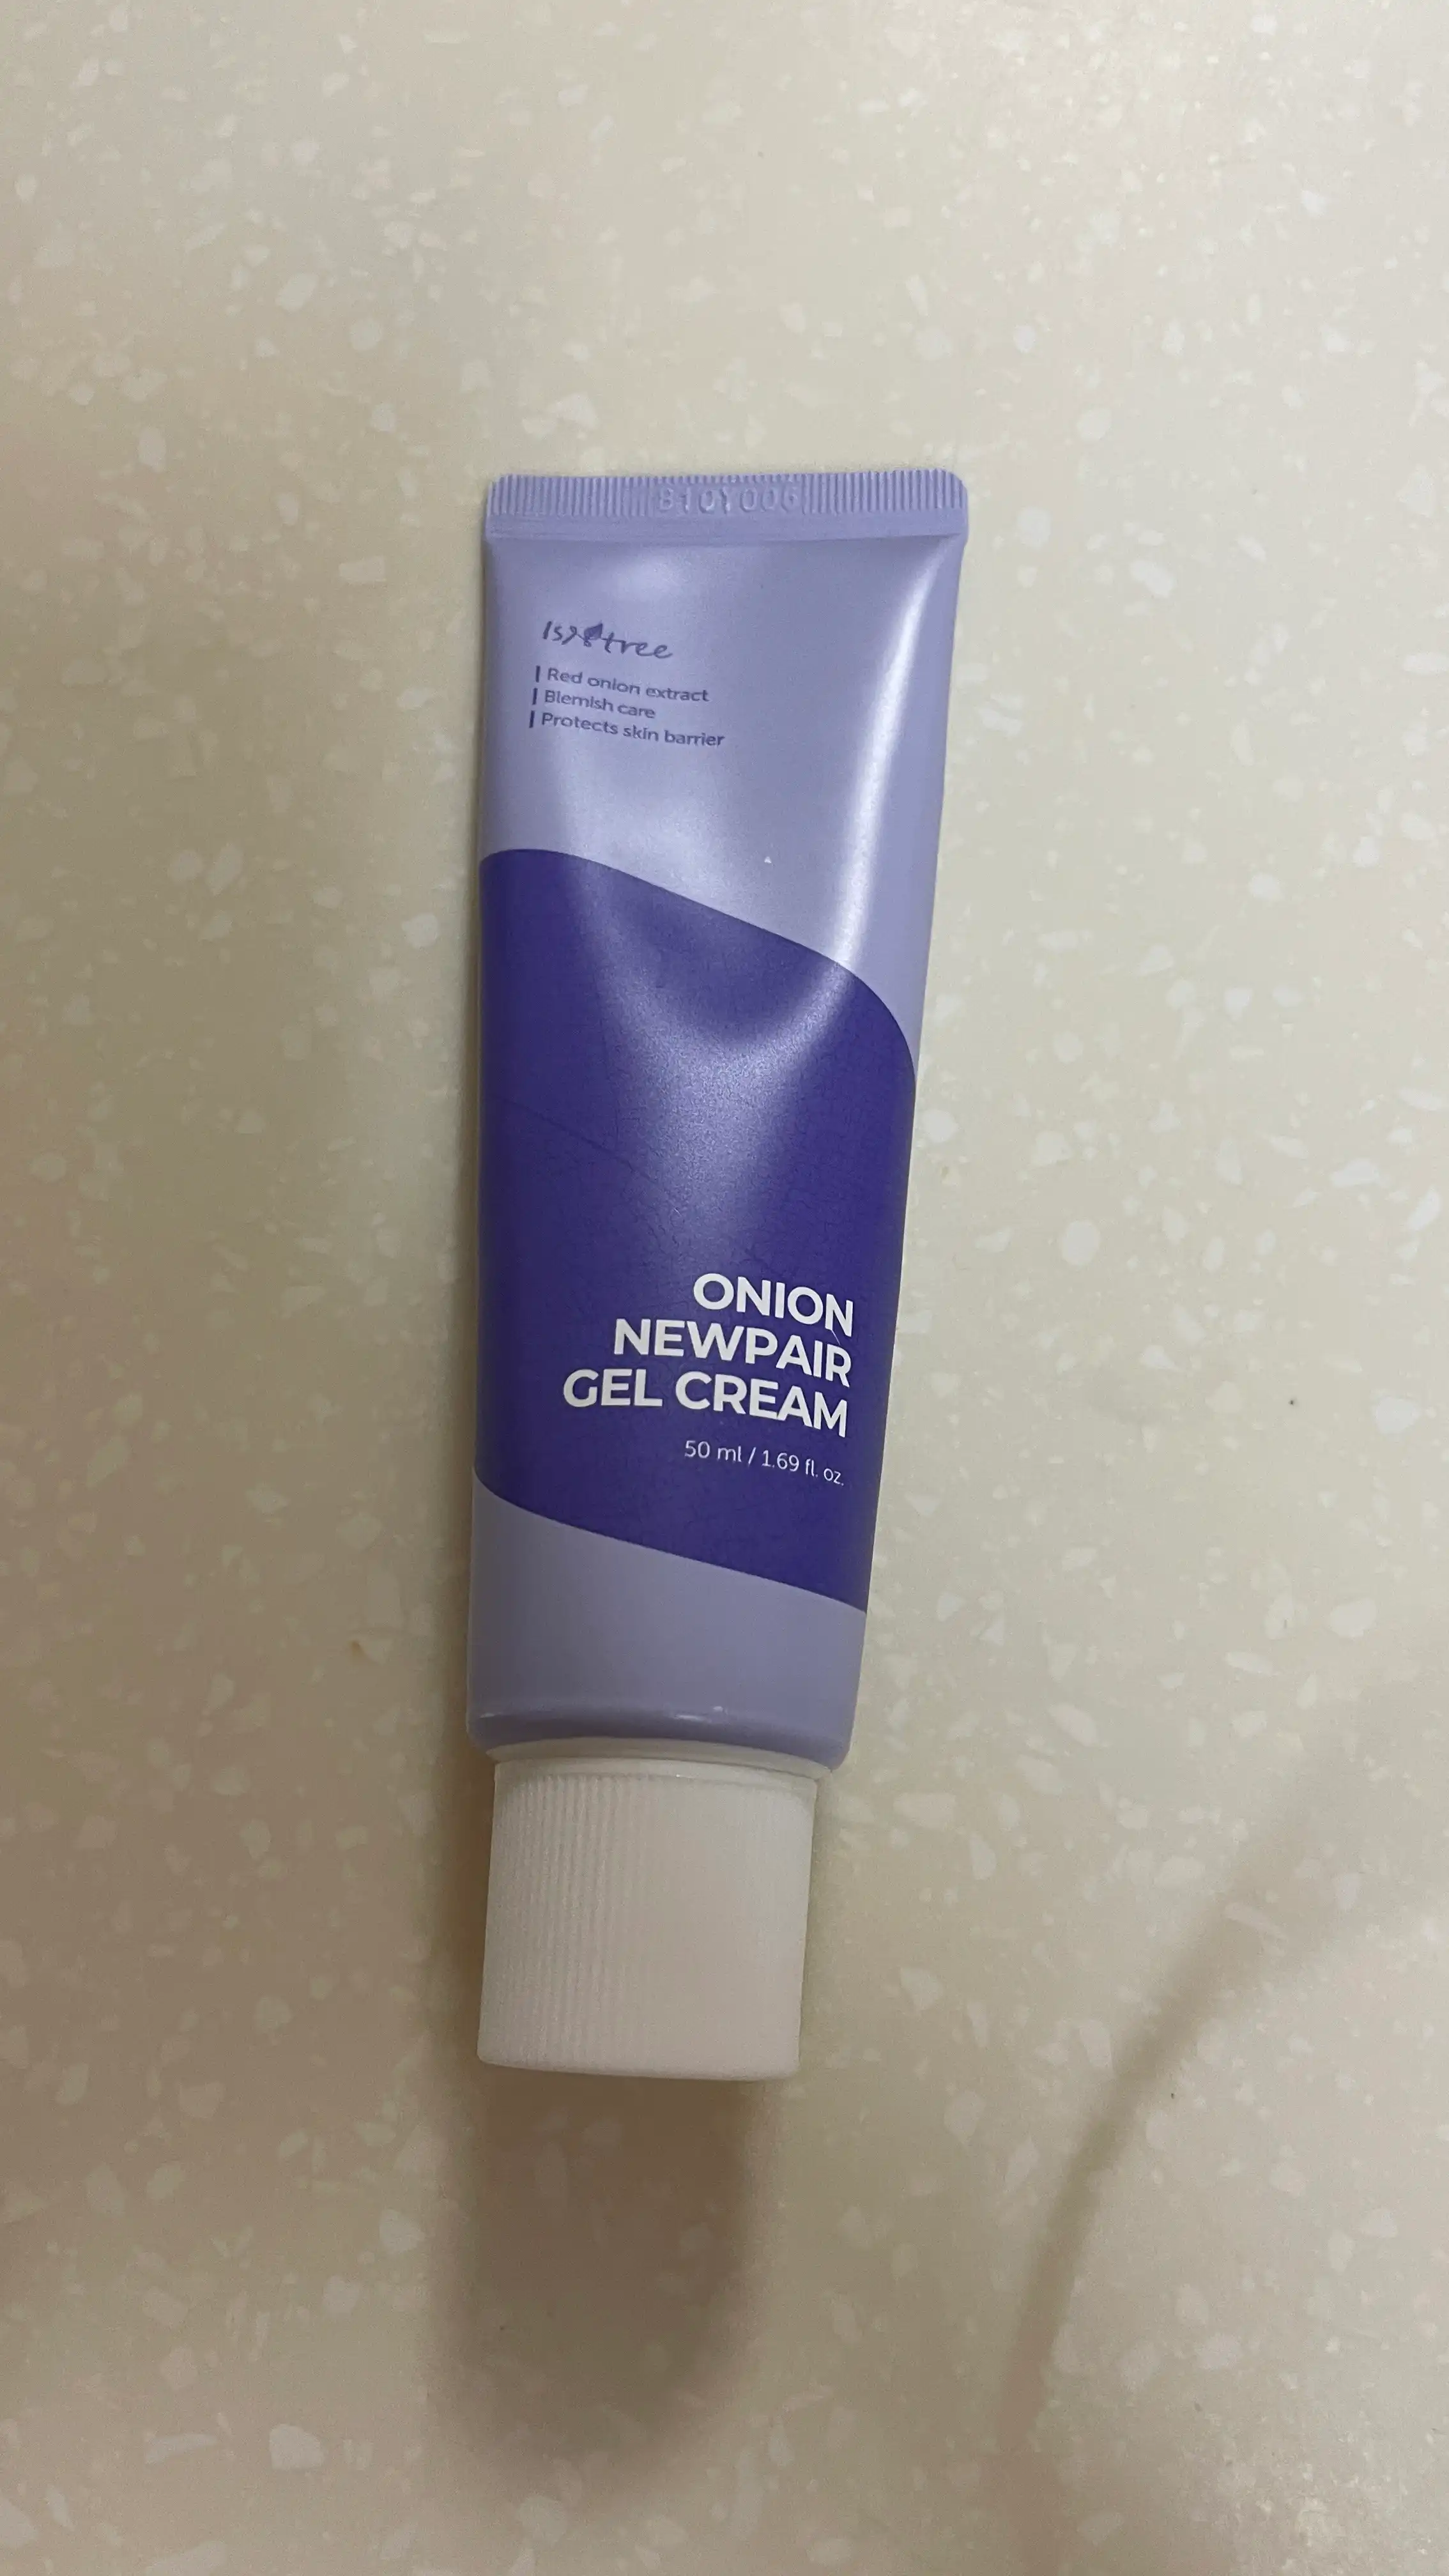 8101006
Isntree
Red onion extract
Blemish care
Protects skin barrier
ONION
NEWPAIR
GEL CREAM
50 ml / 1.69 fl. oz.